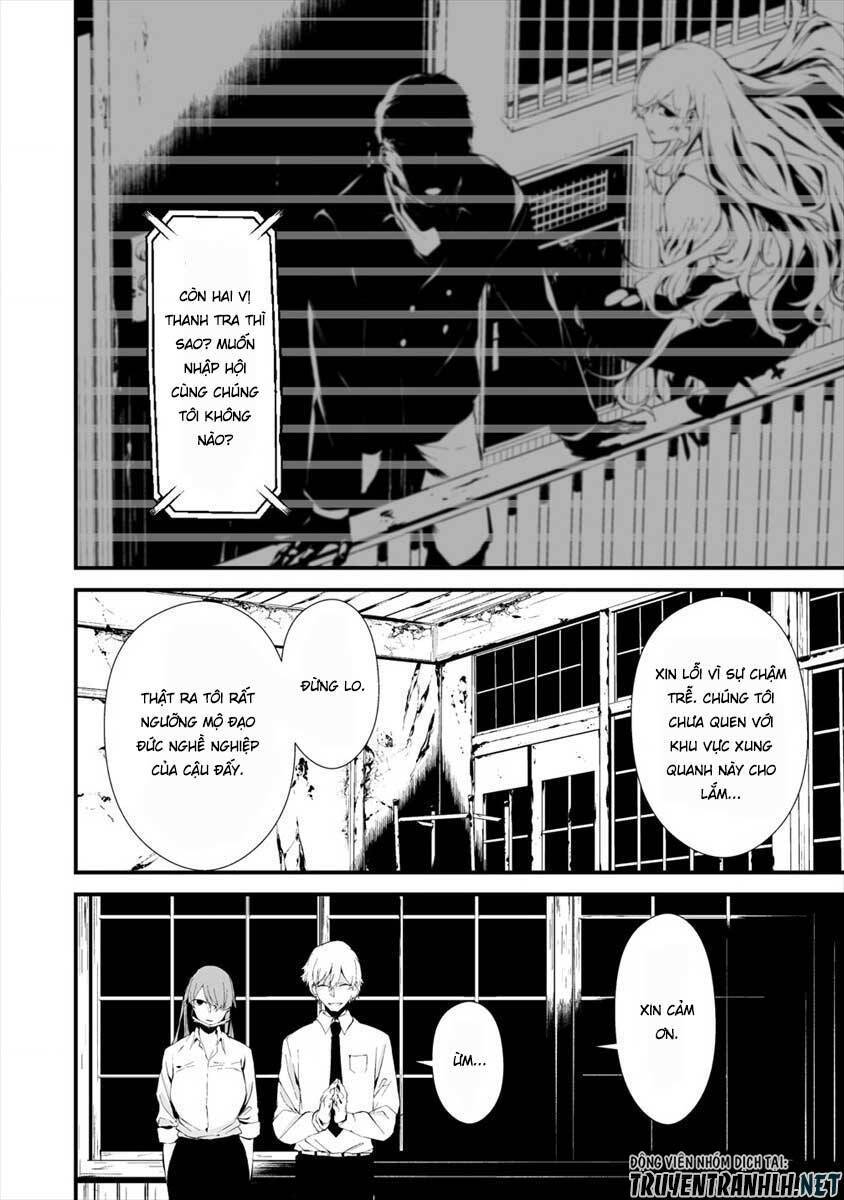 CÒN HAI VỊ
THANH TRA THÌ
SAO? MUỐN
NHẬP HỘI
CÙNG CHÚNG
TÔI KHÔNG
NÀO?
XIN LỖI VÌ SỰ CHẬM
TRỄ. CHÚNG TÔI
CHƯA QUEN VỚI
KHU VỰC XUNG
QUANH NÀY CHO
LẮM...
ĐỪNG LO.
THẬT RA TÔI RẤT
NGƯỠNG MỘ ĐẠO
ĐỨC NGHỀ NGHIỆP
CỦA CẬU ĐẤY.
XIN CẢM
ƠN.
ỪM...
ĐỘNG VIÊN NHÓM DỊCH TẠI:
TRUYENTRANHLH.NET